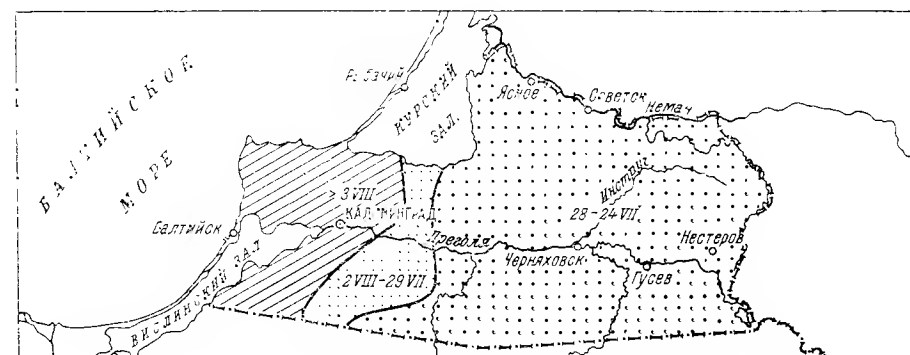 БАЛТИЙСКОЕ
МОРЕ
КУРСКИЙ
ЗАЛ.
Ясное
Советск
Неман
Инструч
> 3 VIII
КАЛИНИНГРАД
28-24 VII
Балтийск
Преголя
Нестеров
Черняховск
Гусев
2 VIII-29 VII
ВИСЛИНСКИЙ ЗАЛ